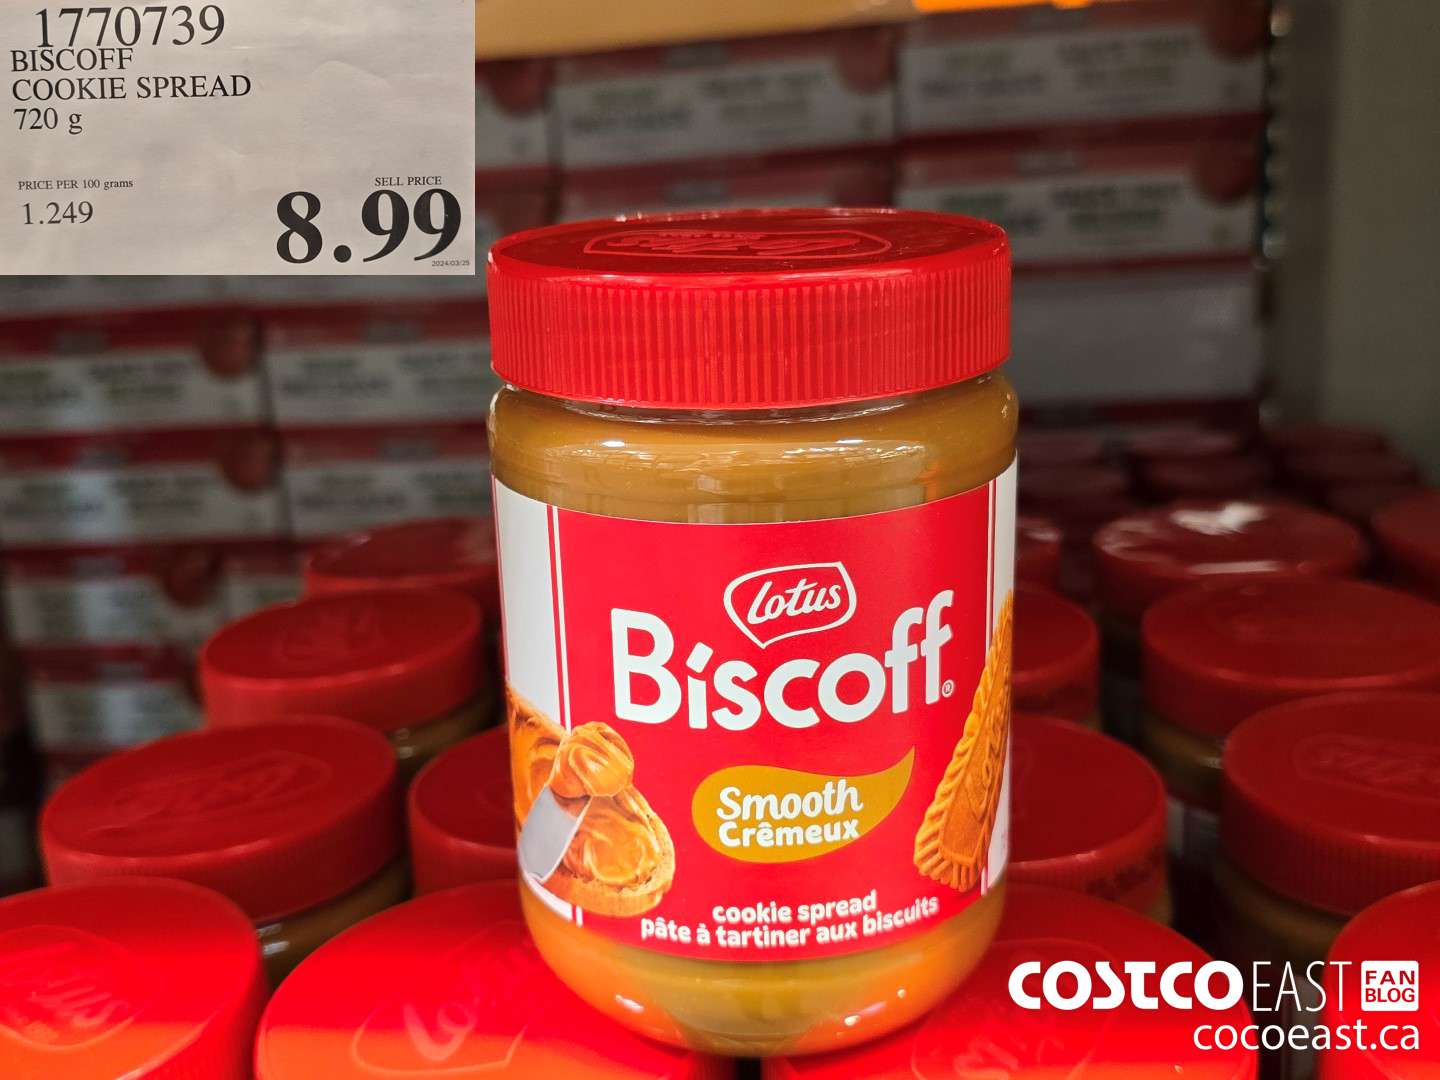 1770739
BISCOFF
COOKIE SPREAD
720 g
PRICE PER 100 grams
1.249
SELL PRICE
8.99
2024/03/25
Lotus
Biscoff®
Smooth
Crêmeux
cookie spread
pâte à tartiner aux biscuits
COSTCO EAST FAN
BLOG
cocoeast.ca